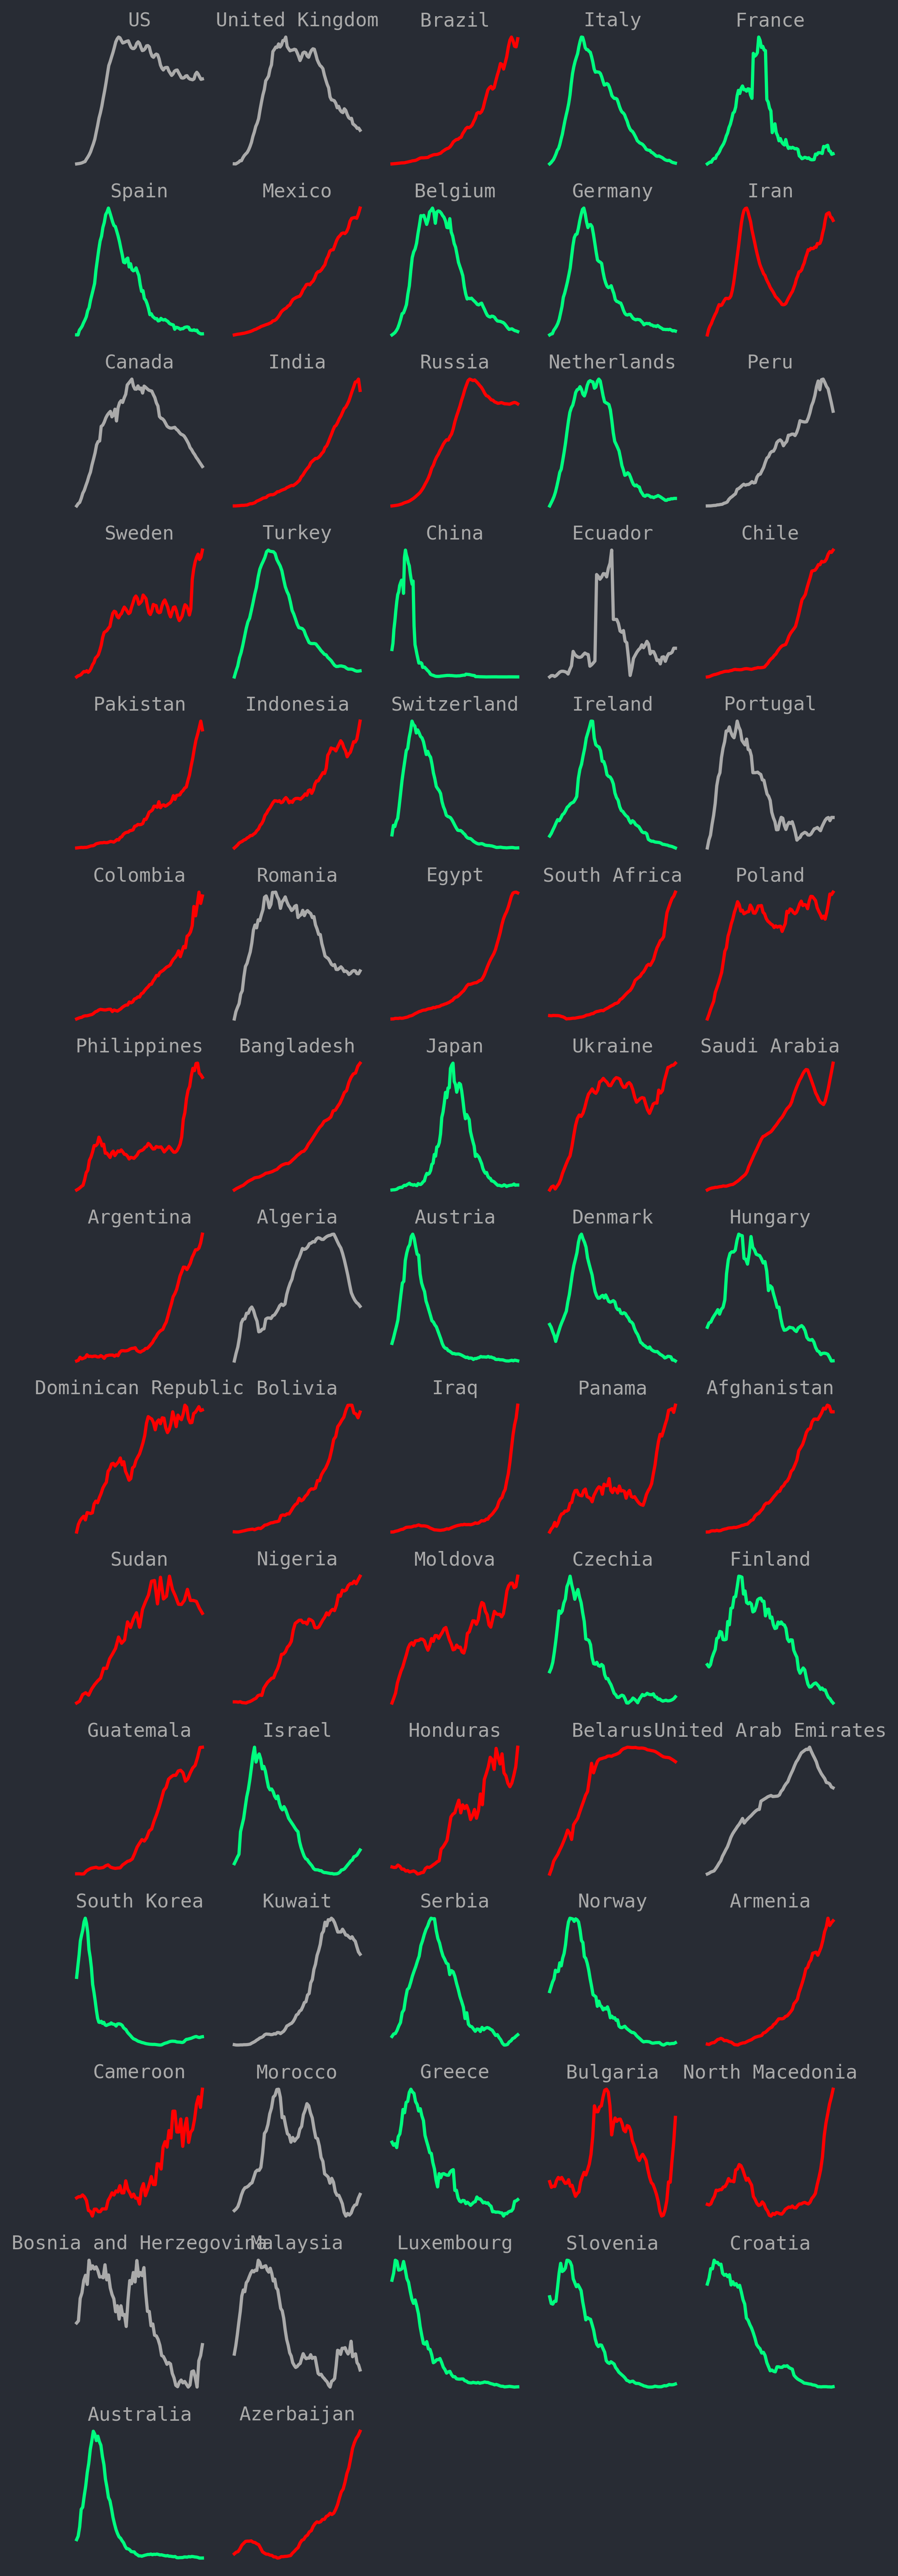 US United Kingdom Brazil Italy France
Spain Mexico Belgium Germany Iran
Canada India Russia Netherlands Peru
Sweden Turkey China Ecuador Chile
Pakistan Indonesia Switzerland Ireland Portugal
Colombia Romania Egypt South Africa Poland
Philippines Bangladesh Japan Ukraine Saudi Arabia
Argentina Algeria Austria Denmark Hungary
Dominican Republic Bolivia Iraq Panama Afghanistan
Sudan Nigeria Moldova Czechia Finland
Guatemala Israel Honduras Belarus United Arab Emirates
South Korea Kuwait Serbia Norway Armenia
Cameroon Morocco Greece Bulgaria North Macedonia
Bosnia and Herzegovina Malaysia Luxembourg Slovenia Croatia
Australia Azerbaijan